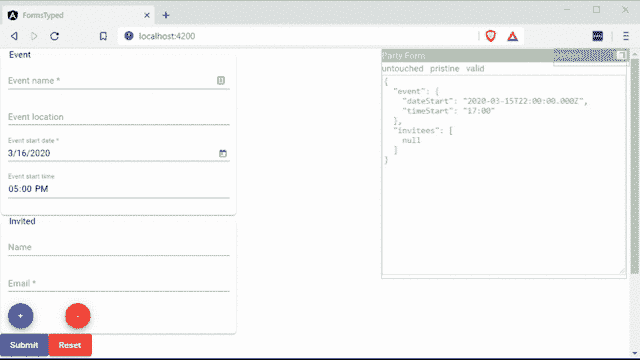 FormsTyped
localhost:4200
Event
Event name *
Event location
Event start date *
3/16/2020
Event start time
05:00 PM
Invited
Name
Email *
+
-
Submit
Reset
Party Form
untouched pristine valid
{
"event": {
"dateStart": "2020-03-15T22:00:00.000Z",
"timeStart": "17:00"
},
"invitees": [
null
]
}